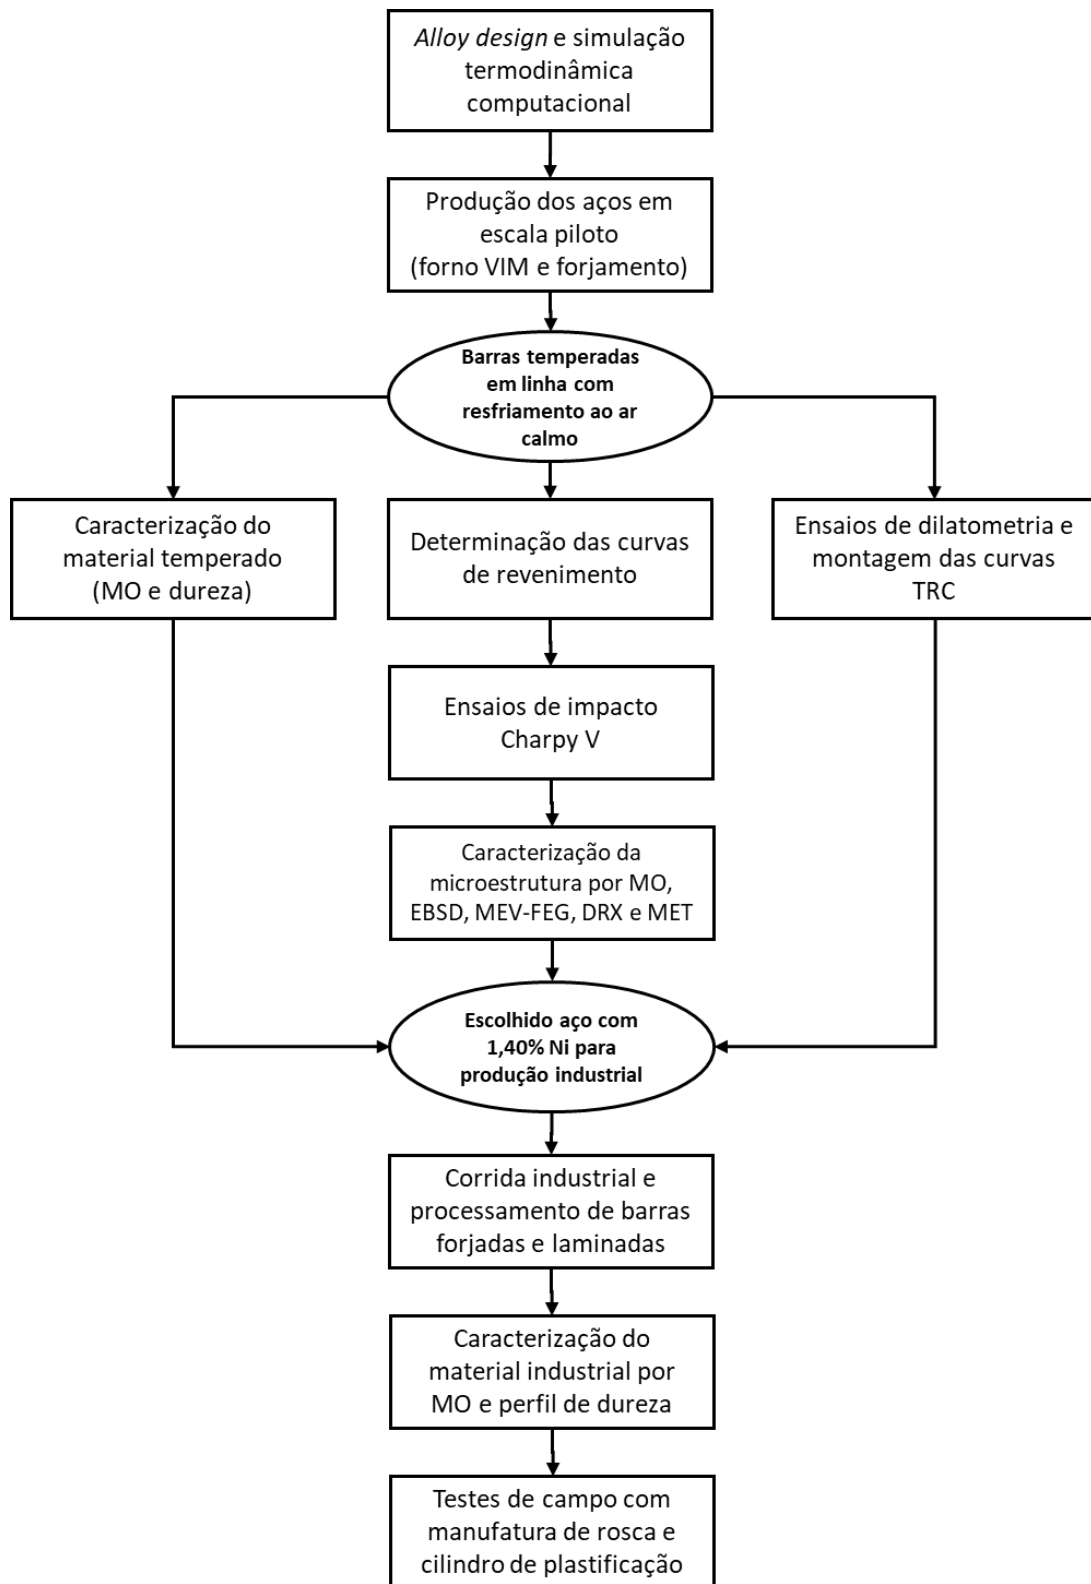 Alloy design e simulação
termodinâmica
computacional
Produção dos aços em
escala piloto
(forno VIM e forjamento)
Barras temperadas
em linha com
resfriamento ao ar
calmo
Caracterização do
material temperado
(MO e dureza)
Determinação das curvas
de revenimento
Ensaios de dilatometria e
montagem das curvas
TRC
Ensaios de impacto
Charpy V
Caracterização da
microestrutura por MO,
EBSD, MEV-FEG, DRX e MET
Escolhido aço com
1,40% Ni para
produção industrial
Corrida industrial e
processamento de barras
forjadas e laminadas
Caracterização do
material industrial por
MO e perfil de dureza
Testes de campo com
manufatura de rosca e
cilindro de plastificação